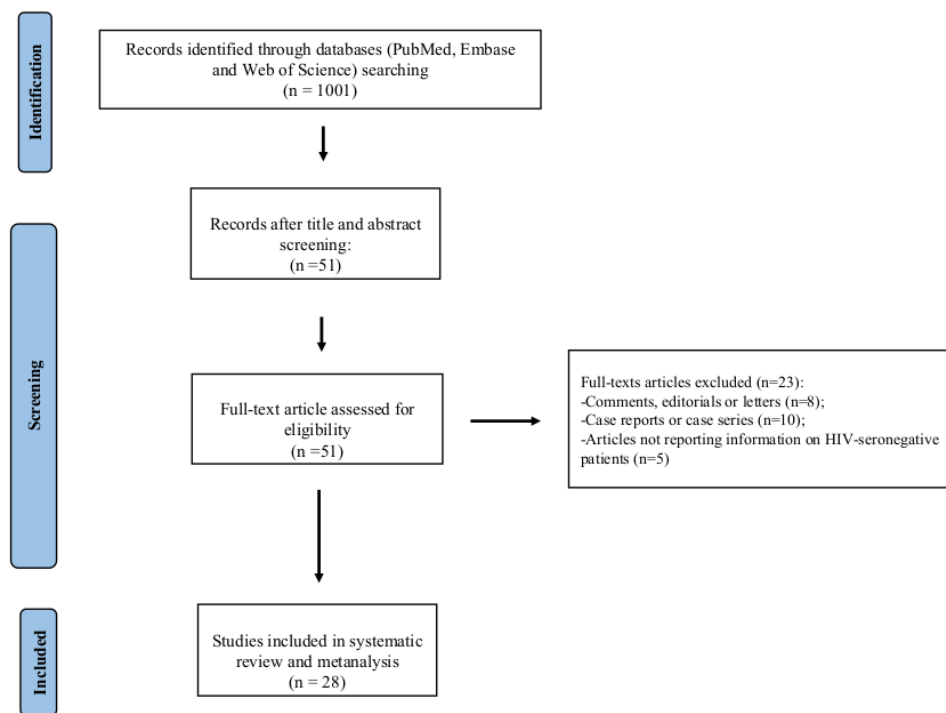 Identification
Records identified through databases (PubMed, Embase
and Web of Science) searching
(n = 1001)
Screening
Records after title and abstract
screening:
(n =51)
Full-text article assessed for
eligibility
(n =51)
Full-texts articles excluded (n=23):
-Comments, editorials or letters (n=8);
-Case reports or case series (n=10);
-Articles not reporting information on HIV-seronegative
patients (n=5)
Included
Studies included in systematic
review and metanalysis
(n = 28)